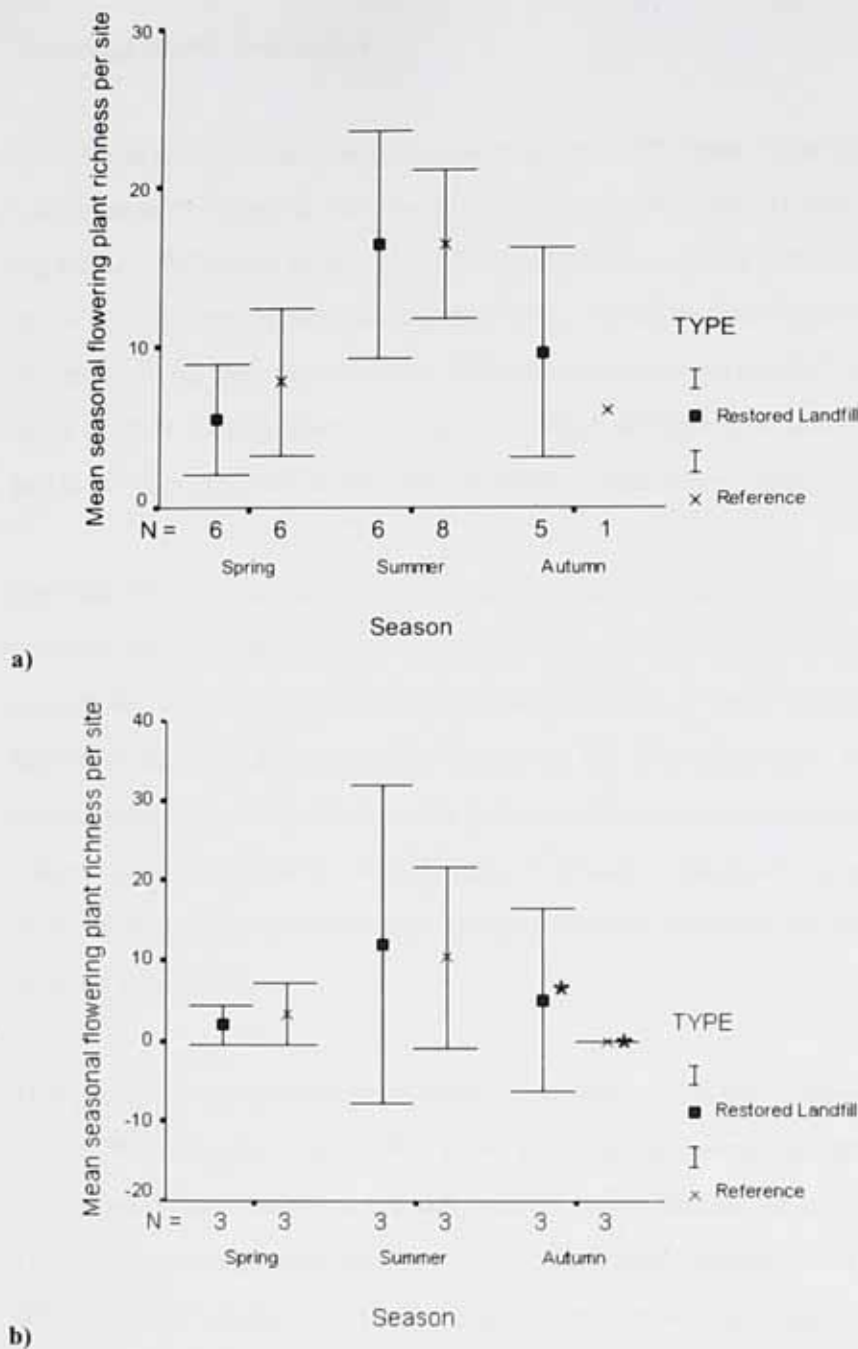 Mean seasonal flowering plant richness per site
30
20
10
0
N = 6 6 6 8 5 1
Spring Summer Autumn
Season
TYPE
Restored Landfill
× Reference
a)
Mean seasonal flowering plant richness per site
40
30
20
10
0
-10
-20
N = 3 3 3 3 3 3
Spring Summer Autumn
Season
TYPE
Restored Landfill
× Reference
b)